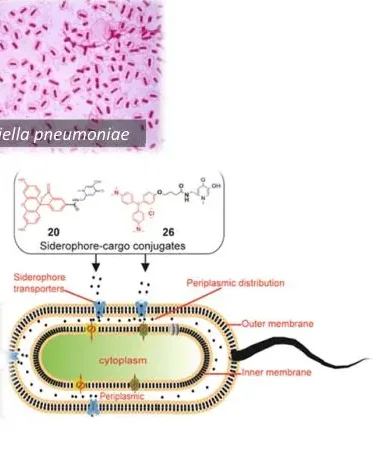 iella pneumoniae
20
26
Siderophore-cargo conjugates
Siderophore
transporters
Periplasmic distribution
Outer membrane
cytoplasm
Inner membrane
Periplasmic